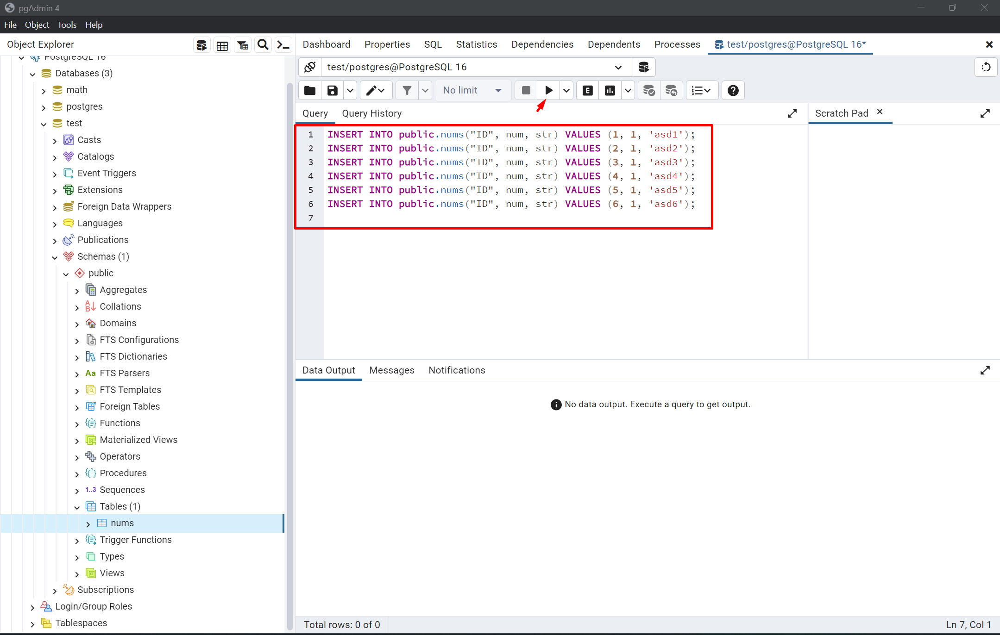 pgAdmin 4
File Object Tools Help
Object Explorer
Dashboard Properties SQL Statistics Dependencies Dependents Processes test/postgres@PostgreSQL 16*
PostgreSQL 16
Databases (3)
math
postgres
test
Casts
Catalogs
Event Triggers
Extensions
Foreign Data Wrappers
Languages
Publications
Schemas (1)
public
Aggregates
Collations
Domains
FTS Configurations
FTS Dictionaries
Aa FTS Parsers
FTS Templates
Foreign Tables
Functions
Materialized Views
Operators
Procedures
1..3 Sequences
Tables (1)
nums
Trigger Functions
Types
Views
Subscriptions
Login/Group Roles
Tablespaces
test/postgres@PostgreSQL 16
No limit E
Query Query History
Scratch Pad
1 INSERT INTO public.nums("ID", num, str) VALUES (1, 1, 'asd1');
2 INSERT INTO public.nums("ID", num, str) VALUES (2, 1, 'asd2');
3 INSERT INTO public.nums("ID", num, str) VALUES (3, 1, 'asd3');
4 INSERT INTO public.nums("ID", num, str) VALUES (4, 1, 'asd4');
5 INSERT INTO public.nums("ID", num, str) VALUES (5, 1, 'asd5');
6 INSERT INTO public.nums("ID", num, str) VALUES (6, 1, 'asd6');
7
Data Output Messages Notifications
No data output. Execute a query to get output.
Total rows: 0 of 0
Ln 7, Col 1